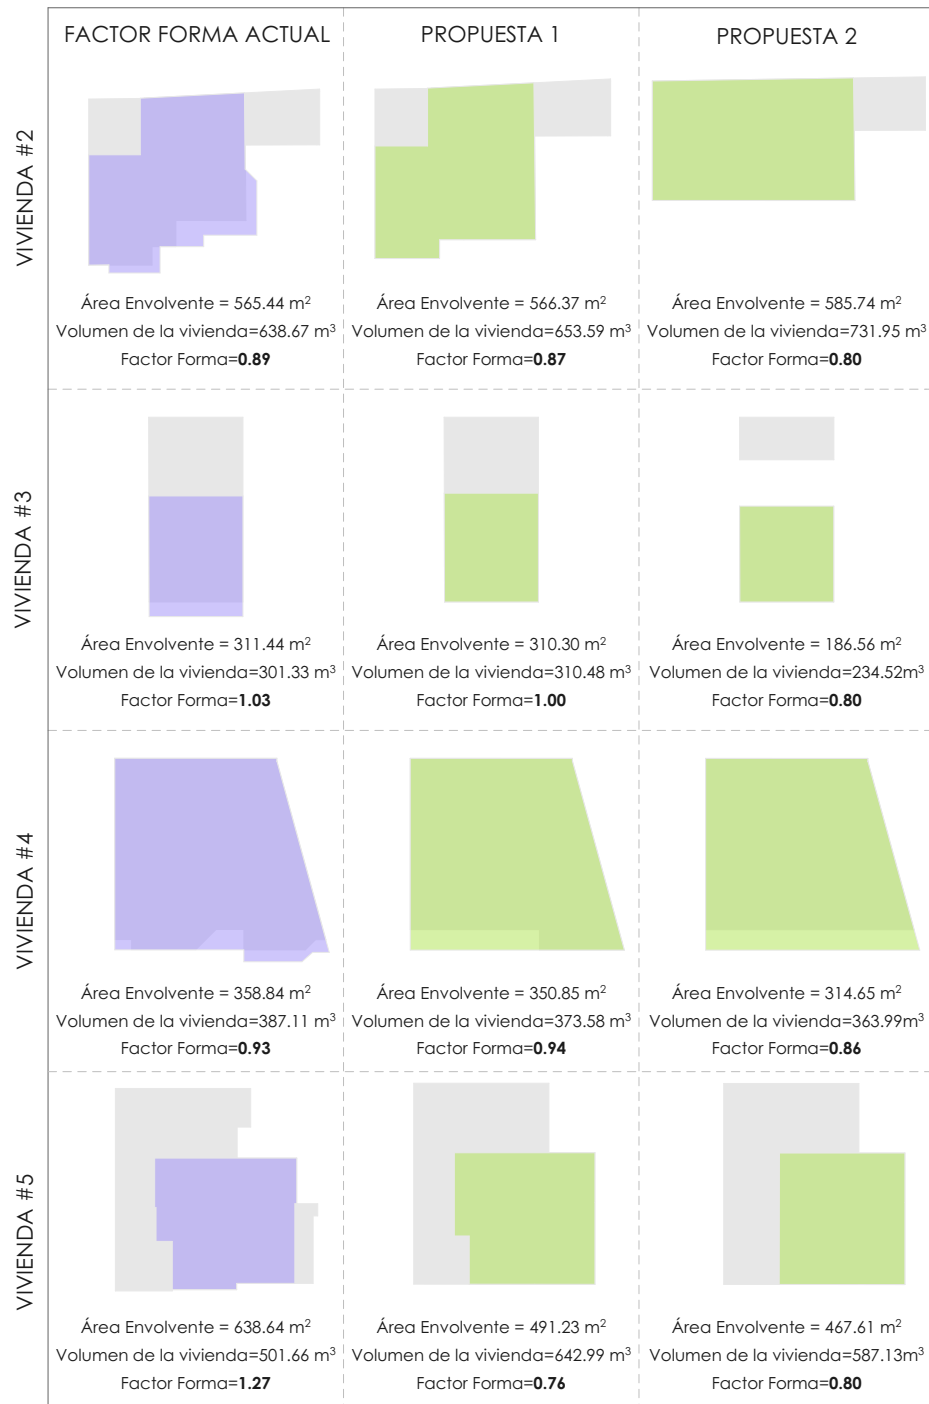 FACTOR FORMA ACTUAL
PROPUESTA 1
PROPUESTA 2
VIVIENDA #2
Área Envolvente = 565.44 m²
Volumen de la vivienda=638.67 m³
Factor Forma=0.89
Área Envolvente = 566.37 m²
Volumen de la vivienda=653.59 m³
Factor Forma=0.87
Área Envolvente = 585.74 m²
Volumen de la vivienda=731.95 m³
Factor Forma=0.80
VIVIENDA #3
Área Envolvente = 311.44 m²
Volumen de la vivienda=301.33 m³
Factor Forma=1.03
Área Envolvente = 310.30 m²
Volumen de la vivienda=310.48 m³
Factor Forma=1.00
Área Envolvente = 186.56 m²
Volumen de la vivienda=234.52m³
Factor Forma=0.80
VIVIENDA #4
Área Envolvente = 358.84 m²
Volumen de la vivienda=387.11 m³
Factor Forma=0.93
Área Envolvente = 350.85 m²
Volumen de la vivienda=373.58 m³
Factor Forma=0.94
Área Envolvente = 314.65 m²
Volumen de la vivienda=363.99m³
Factor Forma=0.86
VIVIENDA #5
Área Envolvente = 638.64 m²
Volumen de la vivienda=501.66 m³
Factor Forma=1.27
Área Envolvente = 491.23 m²
Volumen de la vivienda=642.99 m³
Factor Forma=0.76
Área Envolvente = 467.61 m²
Volumen de la vivienda=587.13m³
Factor Forma=0.80